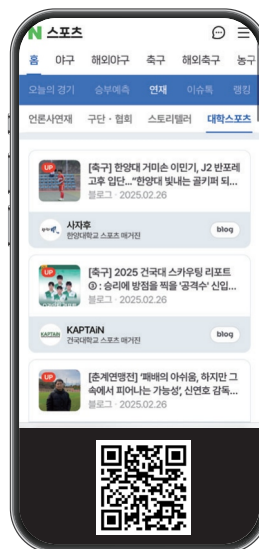 N 스포츠
홈 야구 해외야구 축구 해외축구 농구
오늘의 경기 승부예측 연재 이슈톡 랭킹
언론사연재 구단·협회 스토리텔러 대학스포츠
UP
[축구] 한양대 거미손 이민기, J2 반포레
고후 입단..."한양대 빛내는 골키퍼 되...
블로그 · 2025.02.26
사자후
한양대학교 스포츠 매거진
blog
UP
[축구] 2025 건국대 스카우팅 리포트
③ : 승리에 방점을 찍을 '공격수' 신입...
블로그 · 2025.02.26
KAPTAiN
KAPTAiN
건국대학교 스포츠 매거진
blog
UP
[춘계연맹전] '패배의 아쉬움, 하지만 그
속에서 피어나는 가능성', 신연호 감독...
블로그 · 2025.02.26